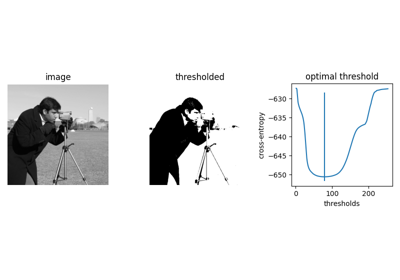 image
thresholded
optimal threshold
cross-entropy
−630
−635
−640
−645
−650
0
100
200
thresholds